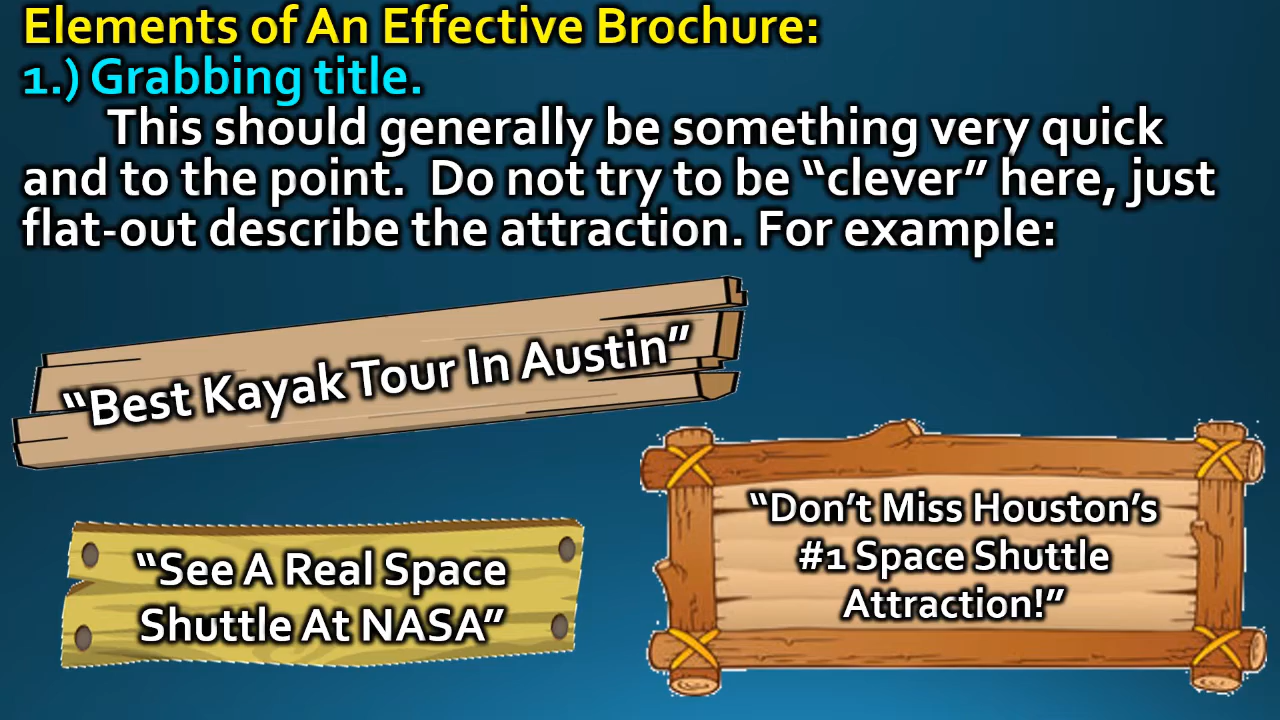 Elements of An Effective Brochure:
1.) Grabbing title.
This should generally be something very quick
and to the point.  Do not try to be “clever” here, just
flat-out describe the attraction. For example:
“Best Kayak Tour In Austin”
“See A Real Space
Shuttle At NASA”
“Don’t Miss Houston’s
#1 Space Shuttle
Attraction!”